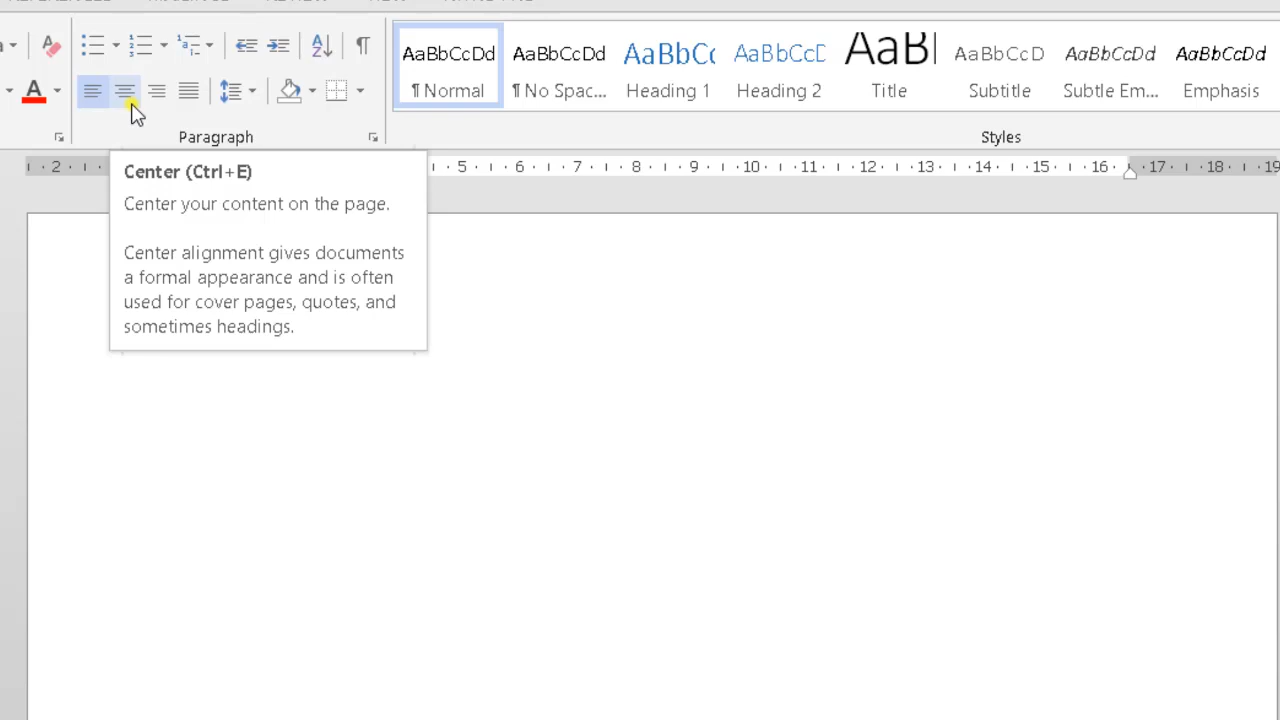 AaBbCcDd AaBbCcDd AaBbCc AaBbCcD AaB AaBbCcD AaBbCcDd AaBbCcDd
¶ Normal ¶ No Spac... Heading 1 Heading 2 Title Subtitle Subtle Em... Emphasis
Paragraph Styles
2 5 6 7 8 9 10 11 12 13 14 15 16 17 18 19
Center (Ctrl+E)
Center your content on the page.
Center alignment gives documents
a formal appearance and is often
used for cover pages, quotes, and
sometimes headings.